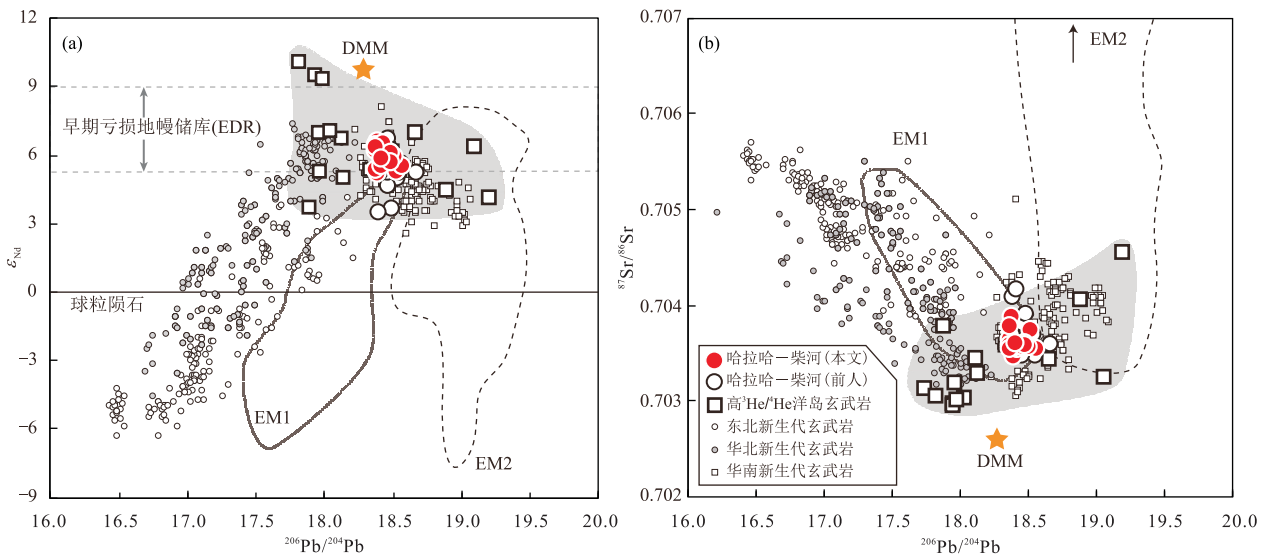 (a)
DMM
早期亏损地幔储库(EDR)
球粒陨石
EM1
EM2
εNd
12
9
6
3
0
−3
−6
−9
16.0 16.5 17.0 17.5 18.0 18.5 19.0 19.5 20.0
²⁰⁶Pb/²⁰⁴Pb
(b)
EM2
EM1
DMM
⁸⁷Sr/⁸⁶Sr
0.707
0.706
0.705
0.704
0.703
0.702
哈拉哈－柴河(本文)
哈拉哈－柴河(前人)
高³He/⁴He洋岛玄武岩
东北新生代玄武岩
华北新生代玄武岩
华南新生代玄武岩
16.0 16.5 17.0 17.5 18.0 18.5 19.0 19.5 20.0
²⁰⁶Pb/²⁰⁴Pb